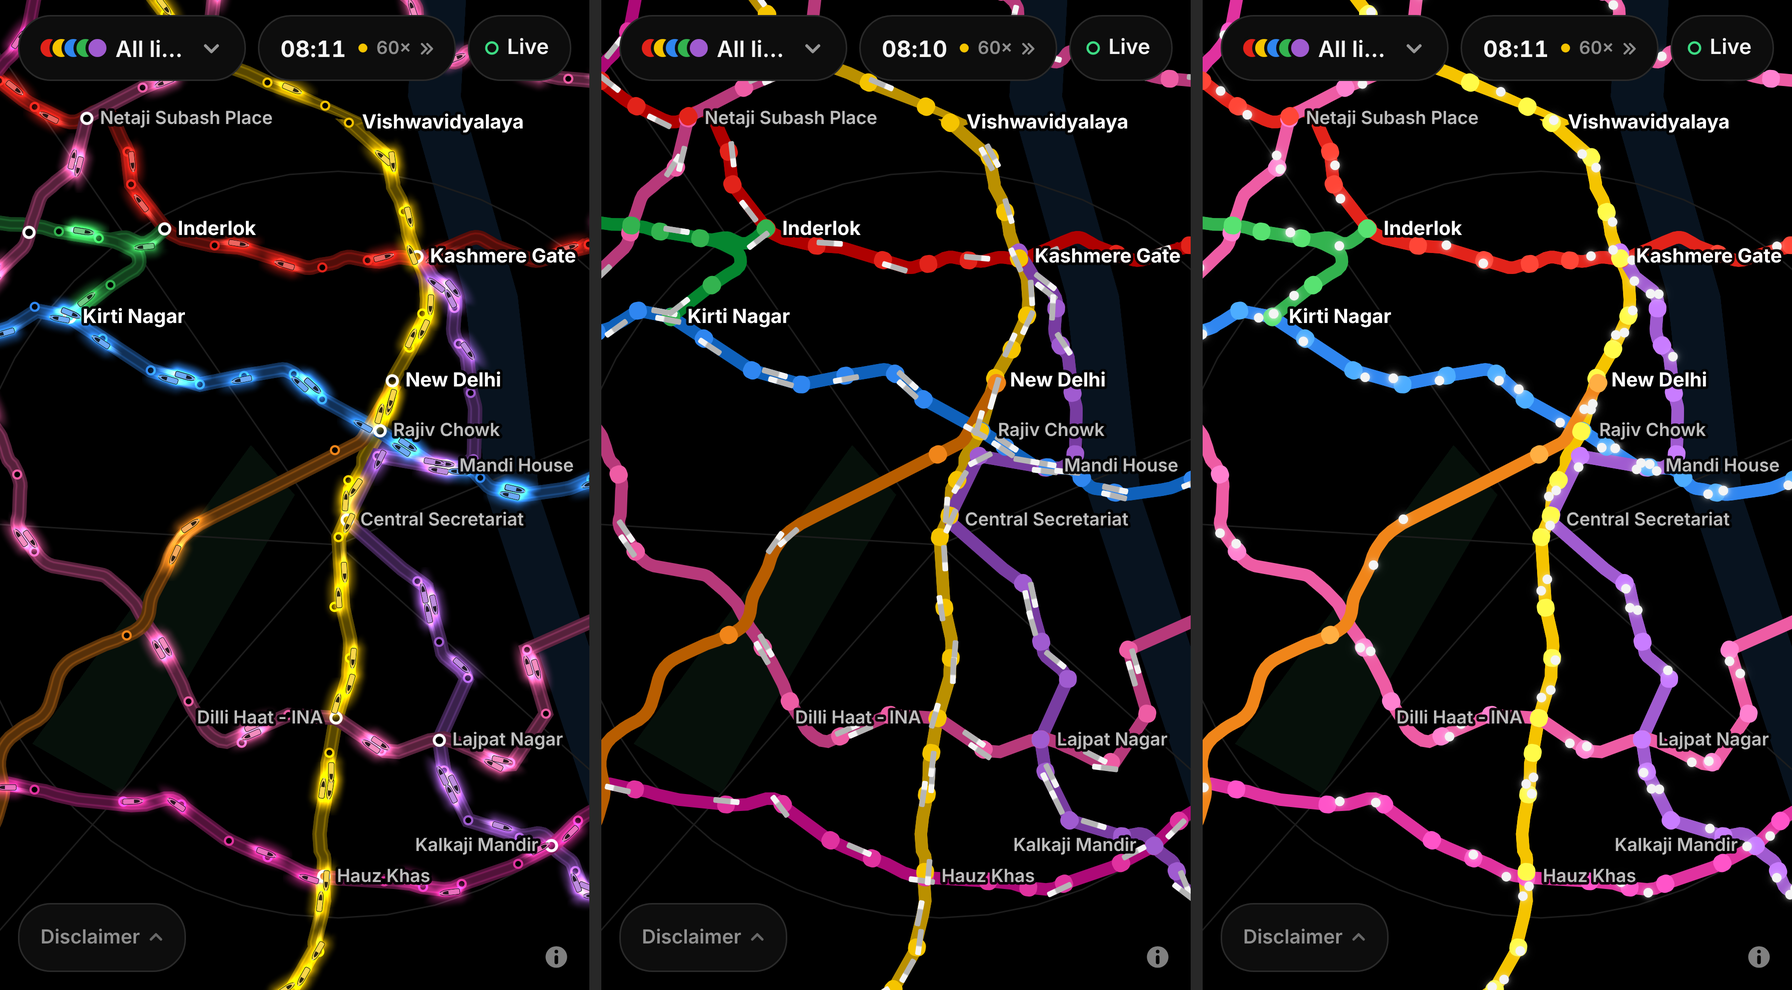 All li...
08:11
60×
Live
Netaji Subash Place
Vishwavidyalaya
Inderlok
Kashmere Gate
Kirti Nagar
New Delhi
Rajiv Chowk
Mandi House
Central Secretariat
Dilli Haat - INA
Lajpat Nagar
Kalkaji Mandir
Hauz Khas
Disclaimer
All li...
08:10
60×
Live
Netaji Subash Place
Vishwavidyalaya
Inderlok
Kashmere Gate
Kirti Nagar
New Delhi
Rajiv Chowk
Mandi House
Central Secretariat
Dilli Haat - INA
Lajpat Nagar
Kalkaji Mandir
Hauz Khas
Disclaimer
All li...
08:11
60×
Live
Netaji Subash Place
Vishwavidyalaya
Inderlok
Kashmere Gate
Kirti Nagar
New Delhi
Rajiv Chowk
Mandi House
Central Secretariat
Dilli Haat - INA
Lajpat Nagar
Kalkaji Mandir
Hauz Khas
Disclaimer